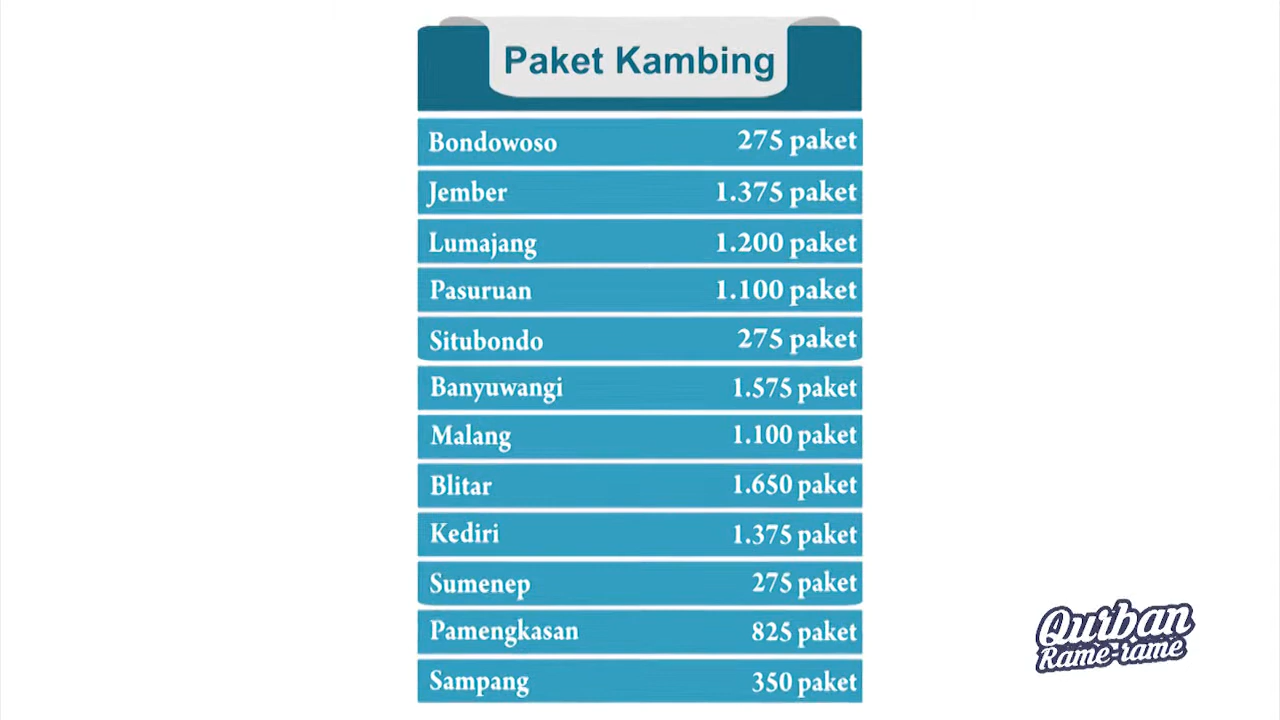 Paket Kambing
Bondowoso 275 paket
Jember 1.375 paket
Lumajang 1.200 paket
Pasuruan 1.100 paket
Situbondo 275 paket
Banyuwangi 1.575 paket
Malang 1.100 paket
Blitar 1.650 paket
Kediri 1.375 paket
Sumenep 275 paket
Pamengkasan 825 paket
Sampang 350 paket
Qurban
Rame-rame